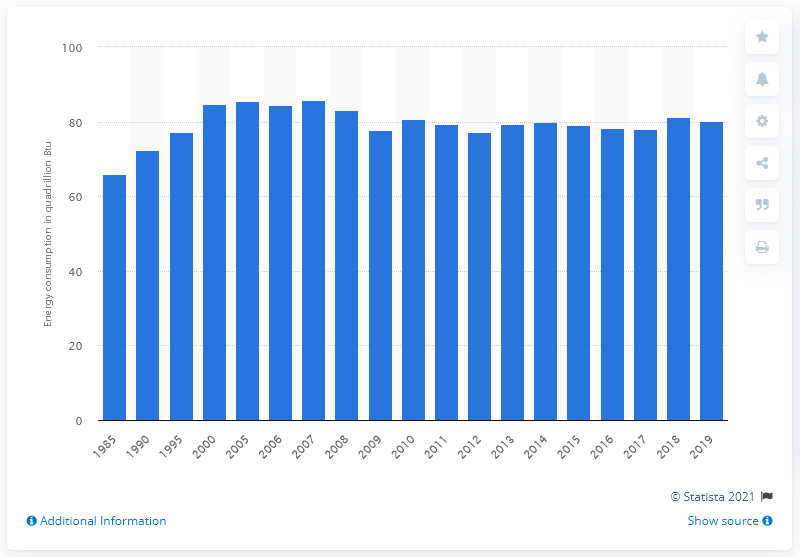 Energy consumption in quadrillion Btu
100
80
60
40
20
0
1985 1990 1995 2000 2005 2006 2007 2008 2009 2010 2011 2012 2013 2014 2015 2016 2017 2018 2019
© Statista 2021
Additional Information
Show source